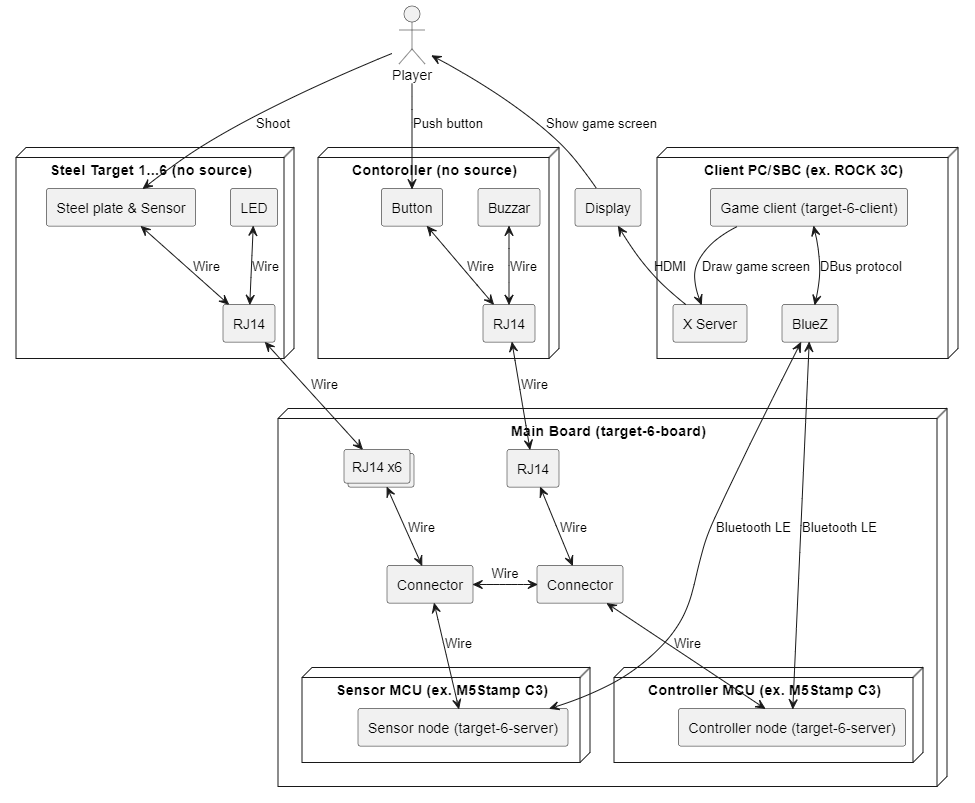 Player
Shoot
Push button
Show game screen
Steel Target 1...6 (no source)
Contoroller (no source)
Client PC/SBC (ex. ROCK 3C)
Steel plate & Sensor
LED
Button
Buzzar
Display
Game client (target-6-client)
Wire
Wire
Wire
Wire
HDMI
Draw game screen
DBus protocol
RJ14
RJ14
X Server
BlueZ
Wire
Wire
Main Board (target-6-board)
RJ14 x6
RJ14
Wire
Wire
Bluetooth LE
Bluetooth LE
Connector
Wire
Connector
Wire
Wire
Sensor MCU (ex. M5Stamp C3)
Controller MCU (ex. M5Stamp C3)
Sensor node (target-6-server)
Controller node (target-6-server)